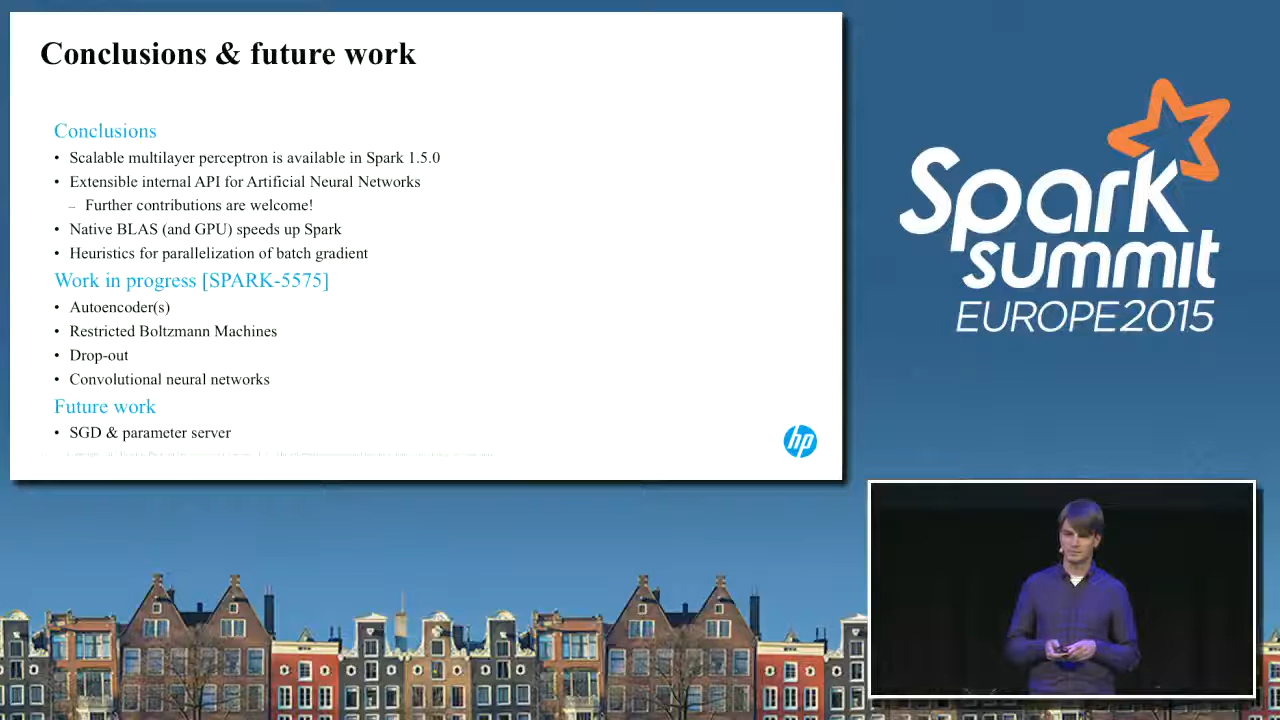 Conclusions & future work
Conclusions
• Scalable multilayer perceptron is available in Spark 1.5.0
• Extensible internal API for Artificial Neural Networks
– Further contributions are welcome!
• Native BLAS (and GPU) speeds up Spark
• Heuristics for parallelization of batch gradient
Work in progress [SPARK-5575]
• Autoencoder(s)
• Restricted Boltzmann Machines
• Drop-out
• Convolutional neural networks
Future work
• SGD & parameter server
hp
Spark
summit
EUROPE 2015